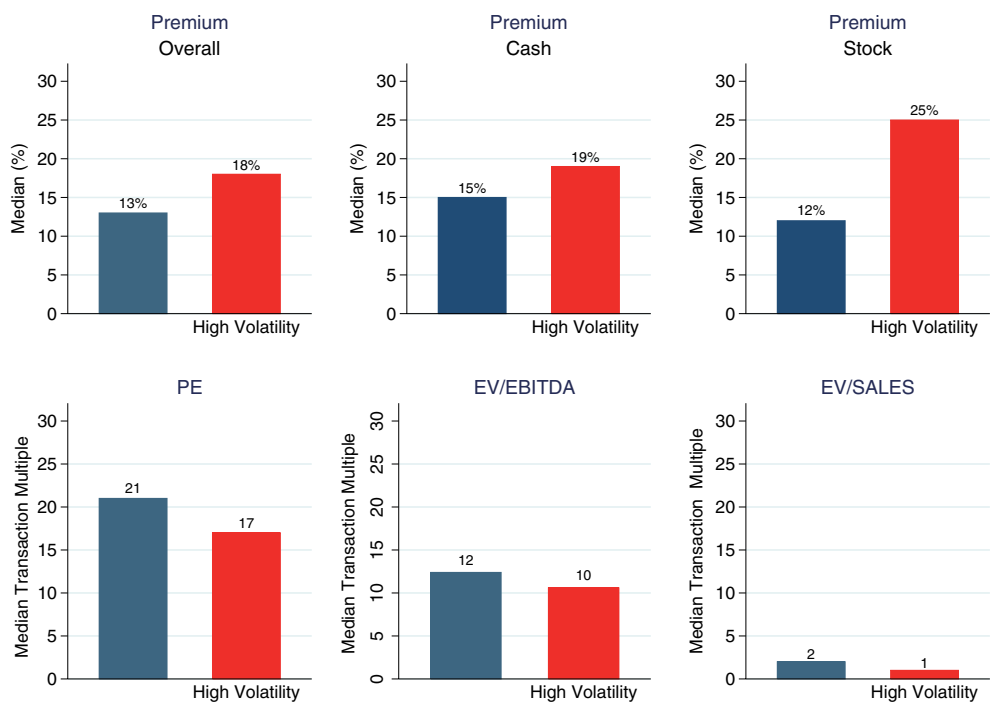 Premium
Overall
Median (%)
30
25
20
15
10
5
0
13%
18%
High Volatility
Premium
Cash
Median (%)
30
25
20
15
10
5
0
15%
19%
High Volatility
Premium
Stock
Median (%)
30
25
20
15
10
5
0
12%
25%
High Volatility
PE
Median Transaction Multiple
30
25
20
15
10
5
0
21
17
High Volatility
EV/EBITDA
Median Transaction Multiple
30
25
20
15
10
5
0
12
10
High Volatility
EV/SALES
Median Transaction Multiple
30
25
20
15
10
5
0
2
1
High Volatility